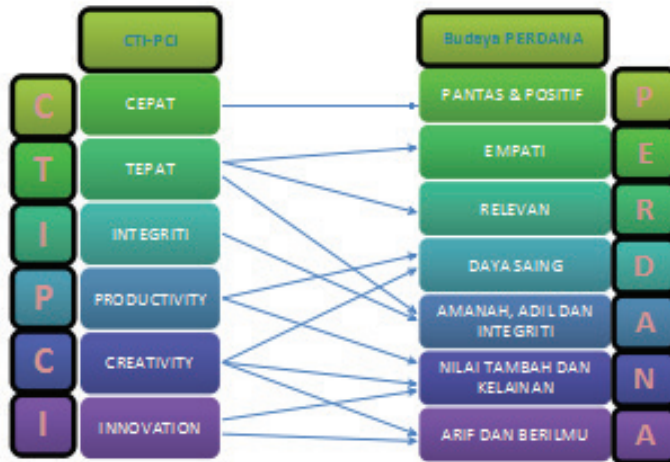 CTI-PCI
Budaya PERDANA
C
CEPAT
PANTAS & POSITIF
P
T
TEPAT
EMPATI
E
I
INTEGRITI
RELEVAN
R
P
PRODUCTIVITY
DAYA SAING
D
C
CREATIVITY
AMANAH, ADIL DAN
INTEGRITI
A
I
INNOVATION
NILAI TAMBAH DAN
KELAINAN
N
ARIF DAN BERILMU
A